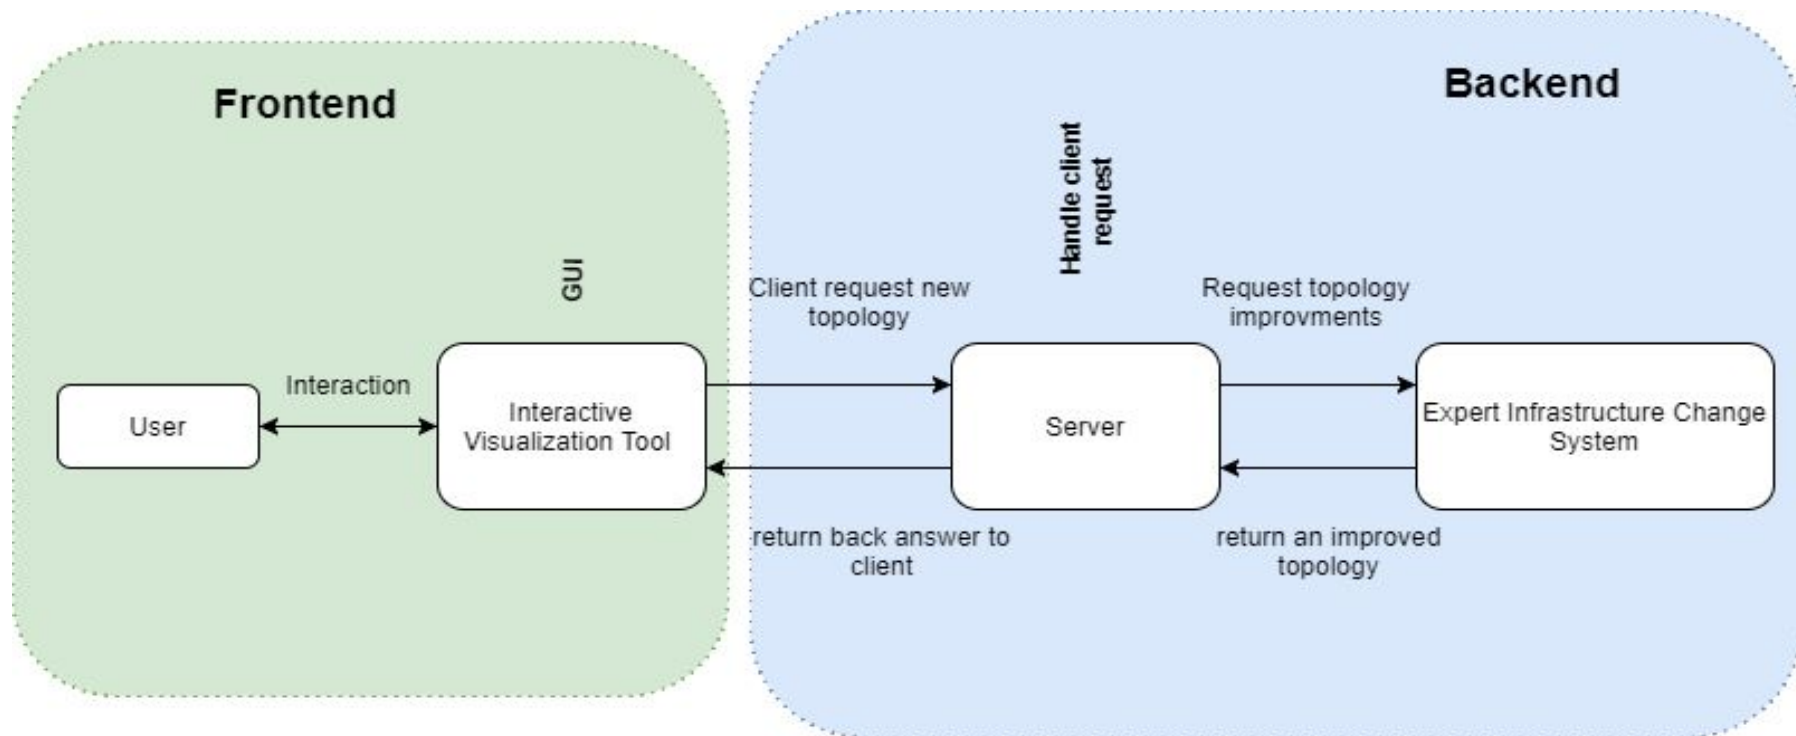 Frontend
Backend
Handle client
request
GUI
Client request new
topology
Request topology
improvments
Interaction
User
Interactive
Visualization Tool
Server
Expert Infrastructure Change
System
return back answer to
client
return an improved
topology